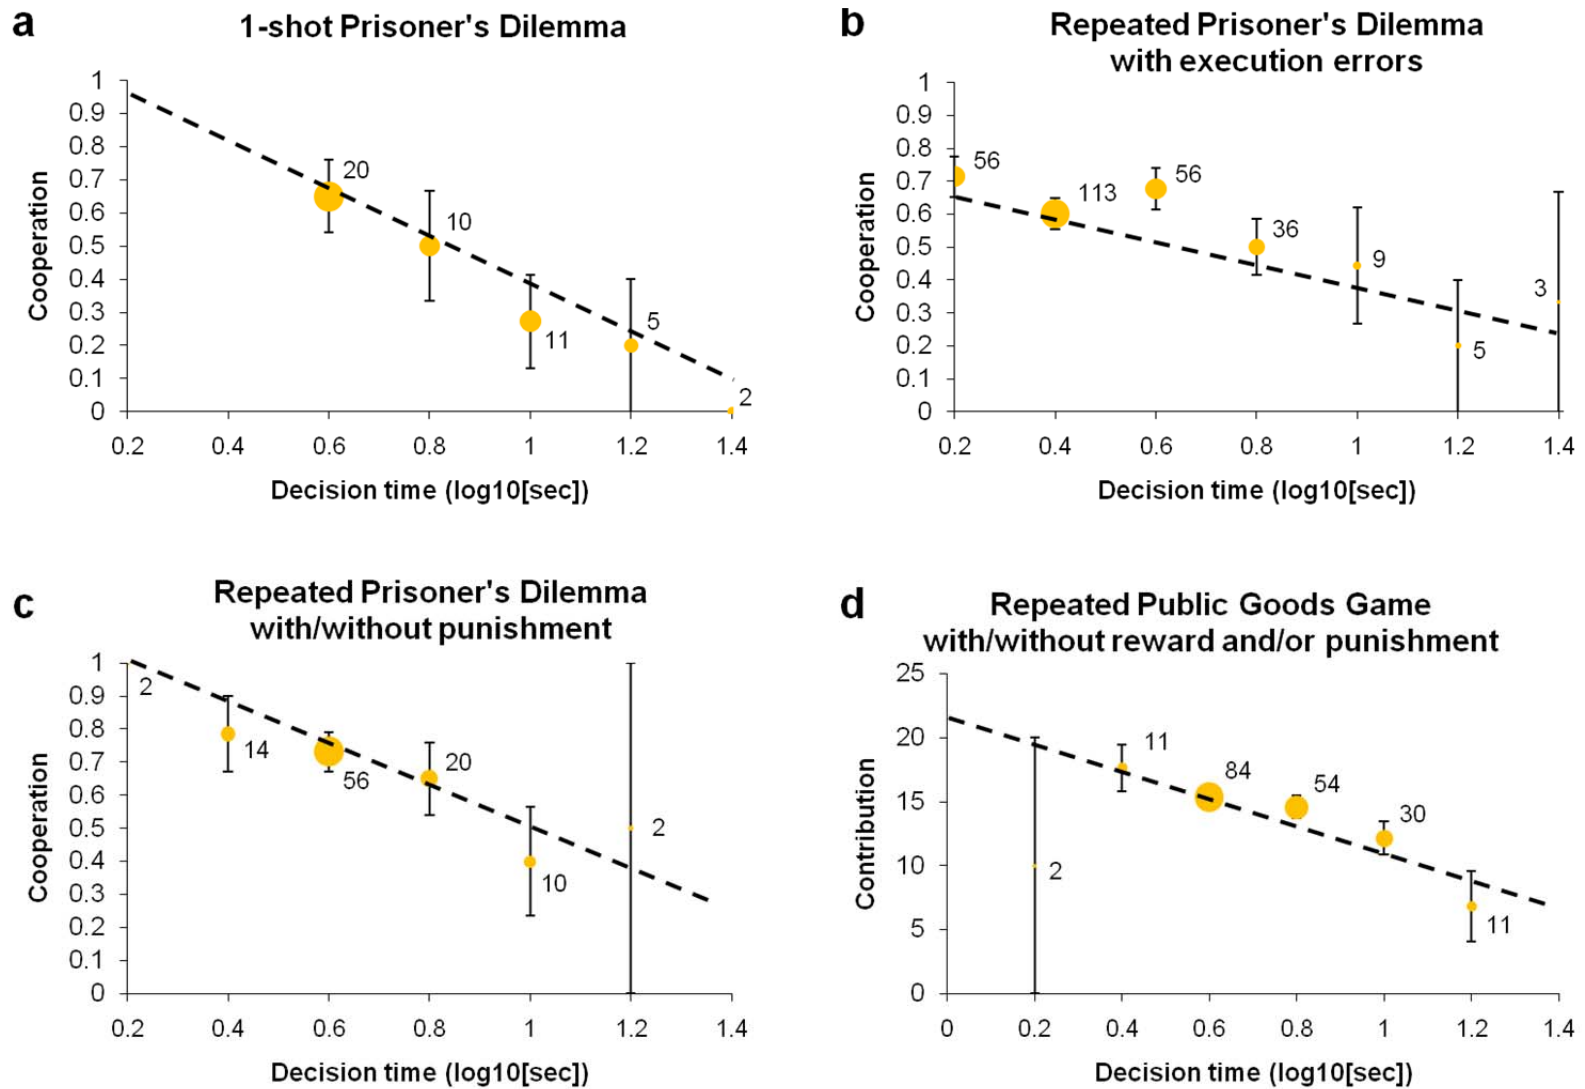 a
1-shot Prisoner's Dilemma
1
0.9
0.8
0.7
0.6
0.5
0.4
0.3
0.2
0.1
0
Cooperation
20
10
11
5
2
0.2 0.4 0.6 0.8 1 1.2 1.4
Decision time (log10[sec])
b
Repeated Prisoner's Dilemma
with execution errors
1
0.9
0.8
0.7
0.6
0.5
0.4
0.3
0.2
0.1
0
Cooperation
56
113
56
36
9
5
3
0.2 0.4 0.6 0.8 1 1.2 1.4
Decision time (log10[sec])
c
Repeated Prisoner's Dilemma
with/without punishment
1
0.9
0.8
0.7
0.6
0.5
0.4
0.3
0.2
0.1
0
Cooperation
2
14
56
20
10
2
0.2 0.4 0.6 0.8 1 1.2 1.4
Decision time (log10[sec])
d
Repeated Public Goods Game
with/without reward and/or punishment
25
20
15
10
5
0
Contribution
2
11
84
54
30
11
0 0.2 0.4 0.6 0.8 1 1.2 1.4
Decision time (log10[sec])